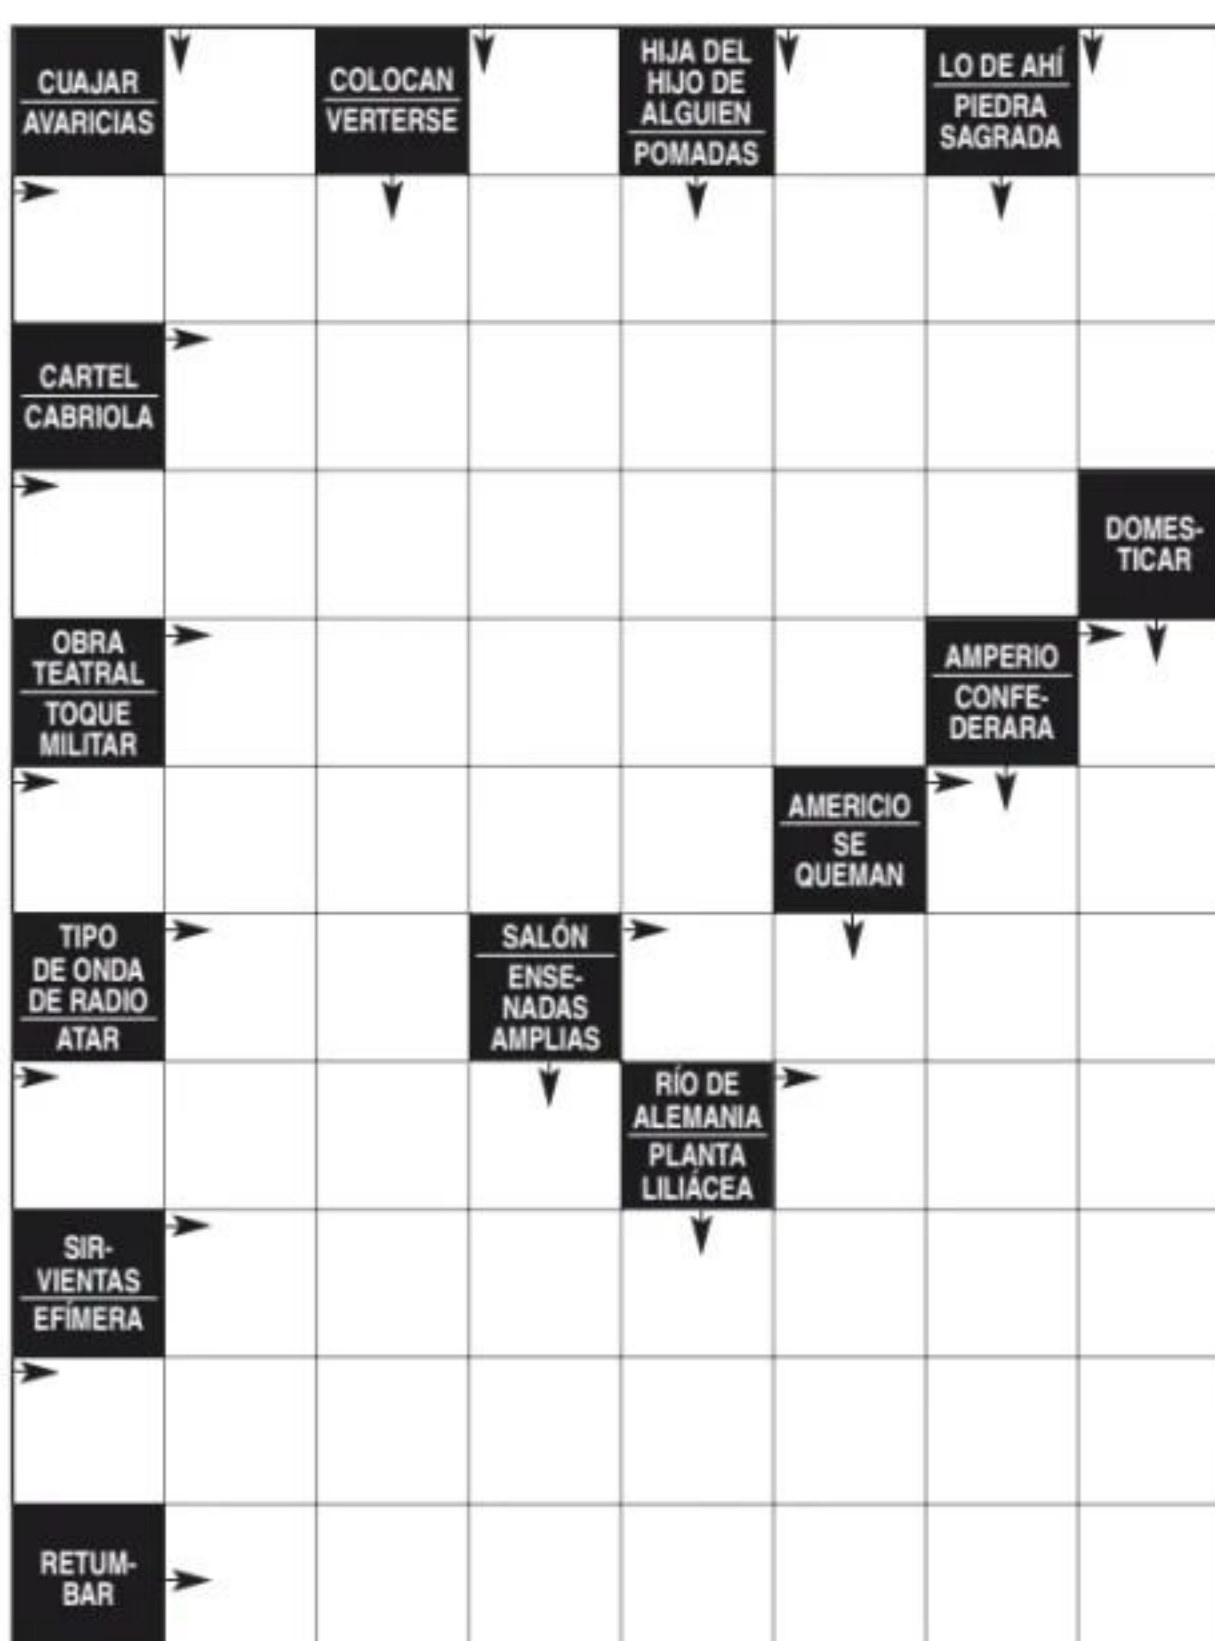 CUAJAR
AVARICIAS
COLOCAN
VERTERSE
HIJA DEL
HIJO DE
ALGUIEN
POMADAS
LO DE AHÍ
PIEDRA
SAGRADA
CARTEL
CABRIOLA
DOMES-
TICAR
OBRA
TEATRAL
TOQUE
MILITAR
AMPERIO
CONFE-
DERARA
AMERICIO
SE
QUEMAN
TIPO
DE ONDA
DE RADIO
ATAR
SALÓN
ENSE-
NADAS
AMPLIAS
RÍO DE
ALEMANIA
PLANTA
LILIÁCEA
SIR-
VIENTAS
EFÍMERA
RETUM-
BAR